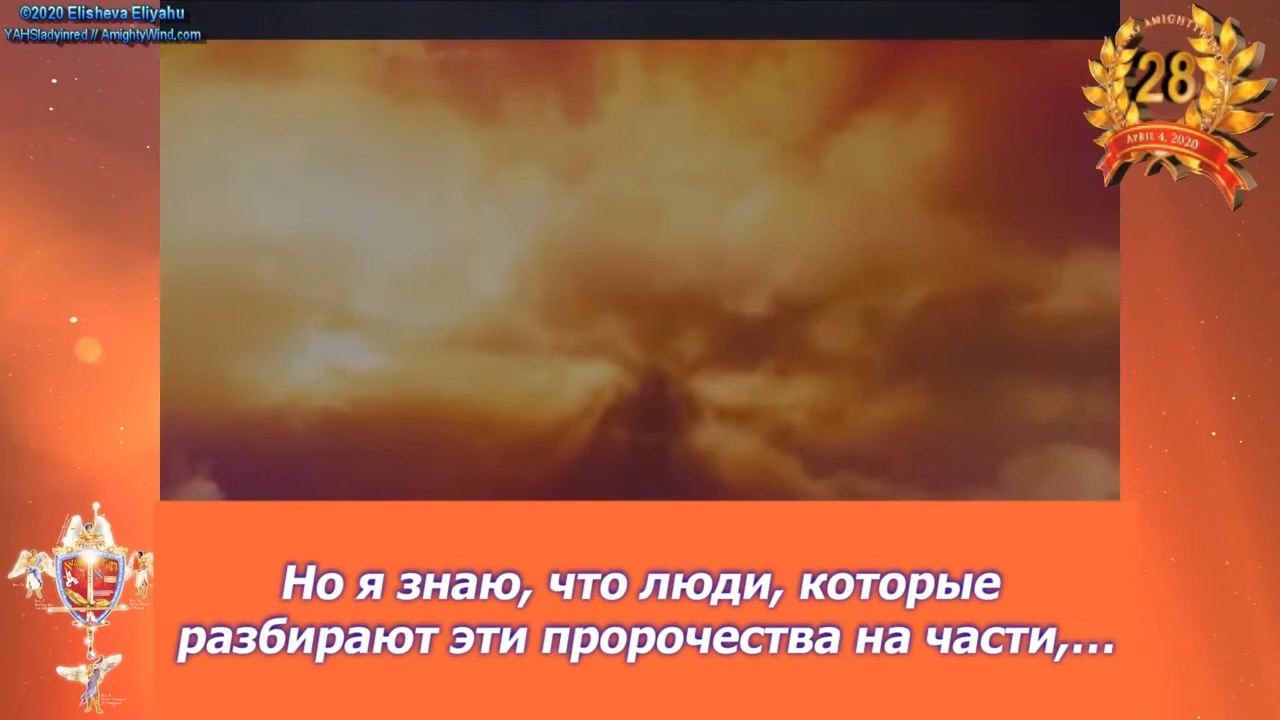 ©2020 Elisheva Eliyahu
YAHSladyinred // AmightyWind.com
28
APRIL 4, 2020
Но я знаю, что люди, которые
разбирают эти пророчества на части,...